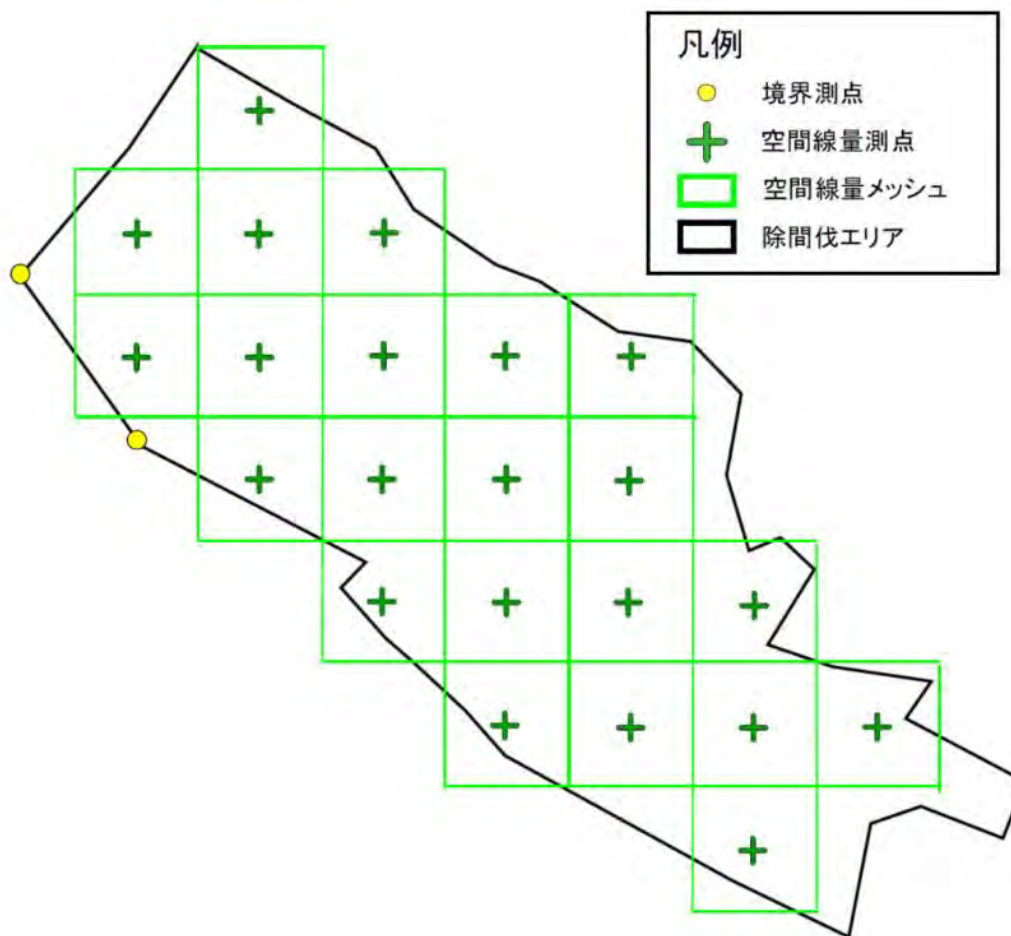 凡例
境界測点
空間線量測点
空間線量メッシュ
除間伐エリア